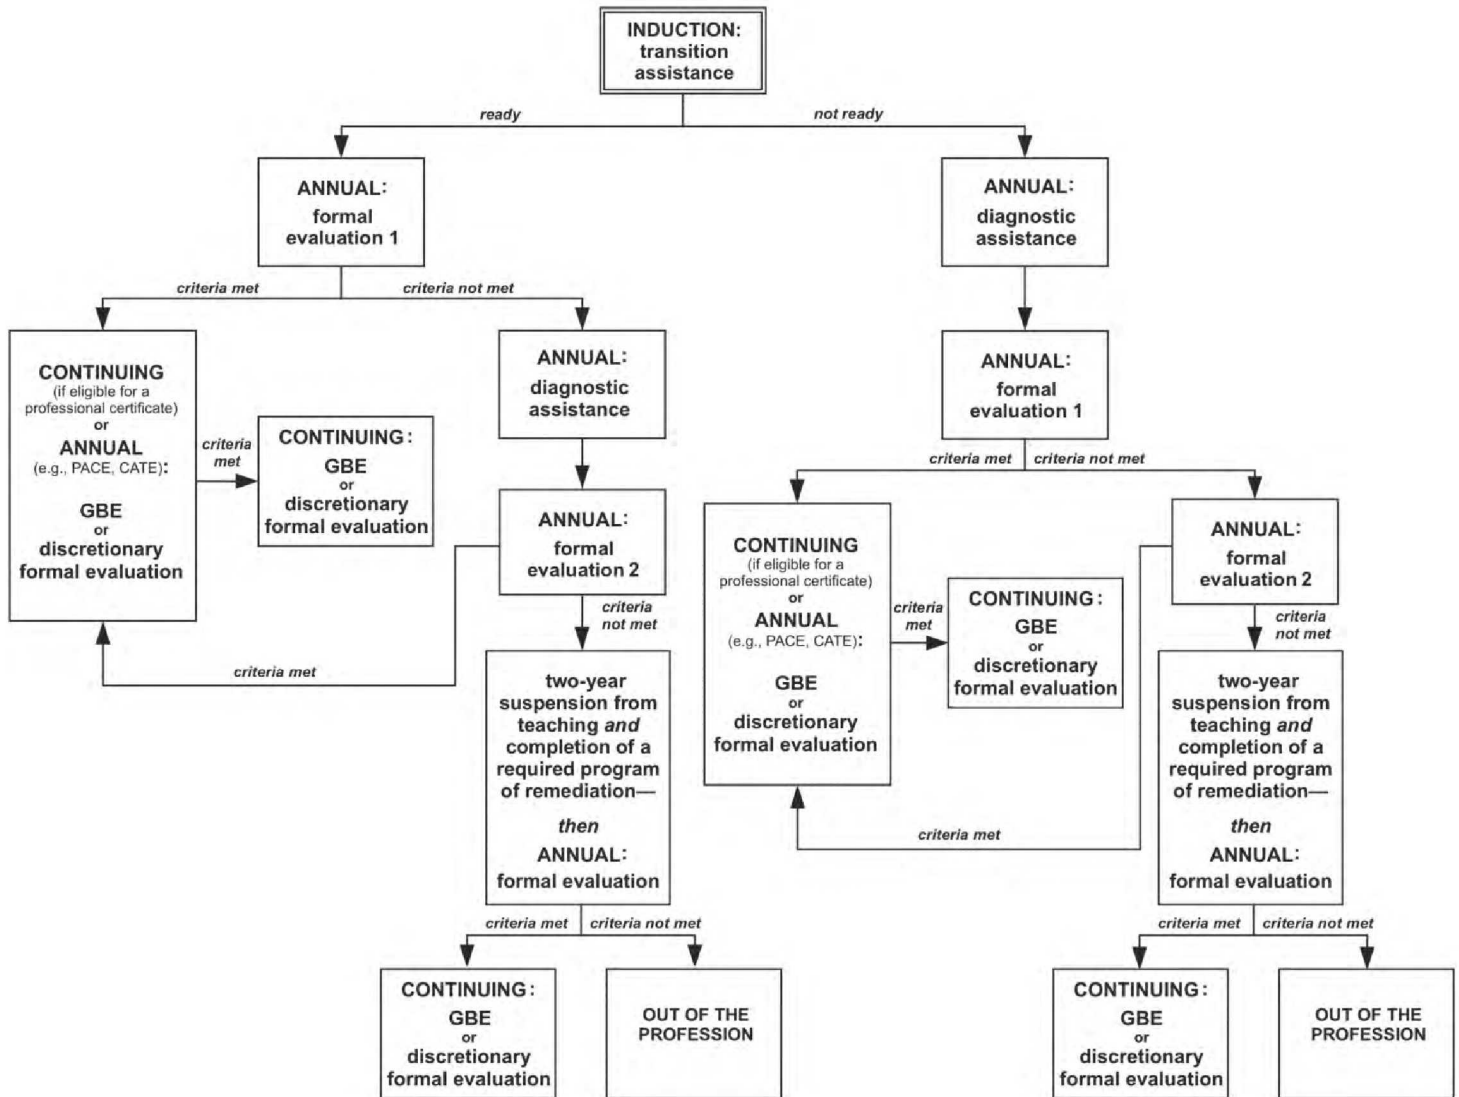 INDUCTION:
transition
assistance
ready
not ready
ANNUAL:
formal
evaluation 1
ANNUAL:
diagnostic
assistance
criteria met
criteria not met
CONTINUING
(if eligible for a
professional certificate)
or
ANNUAL
(e.g., PACE, CATE):
GBE
or
discretionary
formal evaluation
criteria
met
CONTINUING:
GBE
or
discretionary
formal evaluation
ANNUAL:
diagnostic
assistance
ANNUAL:
formal
evaluation 2
criteria met
criteria
not met
two-year
suspension from
teaching and
completion of a
required program
of remediation—
then
ANNUAL:
formal evaluation
criteria met
criteria not met
CONTINUING:
GBE
or
discretionary
formal evaluation
OUT OF THE
PROFESSION
ANNUAL:
formal
evaluation 1
criteria met
criteria not met
CONTINUING
(if eligible for a
professional certificate)
or
ANNUAL
(e.g., PACE, CATE):
GBE
or
discretionary
formal evaluation
criteria
met
CONTINUING:
GBE
or
discretionary
formal evaluation
ANNUAL:
formal
evaluation 2
criteria met
criteria
not met
two-year
suspension from
teaching and
completion of a
required program
of remediation—
then
ANNUAL:
formal evaluation
criteria met
criteria not met
CONTINUING:
GBE
or
discretionary
formal evaluation
OUT OF THE
PROFESSION